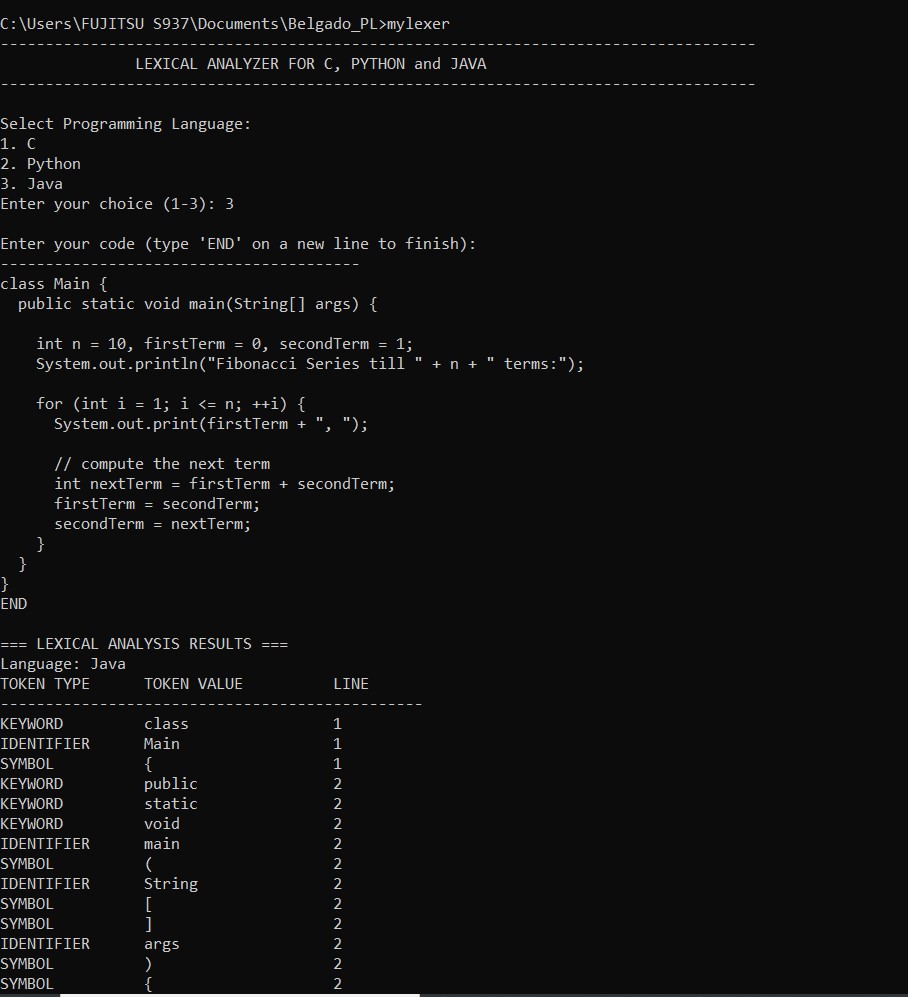 C:\Users\FUJITSU S937\Documents\Belgado_PL>mylexer
------------------------------------------------------------------------------------
               LEXICAL ANALYZER FOR C, PYTHON and JAVA
------------------------------------------------------------------------------------

Select Programming Language:
1. C
2. Python
3. Java
Enter your choice (1-3): 3

Enter your code (type 'END' on a new line to finish):
----------------------------------------
class Main {
  public static void main(String[] args) {

    int n = 10, firstTerm = 0, secondTerm = 1;
    System.out.println("Fibonacci Series till " + n + " terms:");

    for (int i = 1; i <= n; ++i) {
      System.out.print(firstTerm + ", ");

      // compute the next term
      int nextTerm = firstTerm + secondTerm;
      firstTerm = secondTerm;
      secondTerm = nextTerm;
    }
  }
}
END

=== LEXICAL ANALYSIS RESULTS ===
Language: Java
TOKEN TYPE      TOKEN VALUE          LINE
-----------------------------------------------
KEYWORD         class                1
IDENTIFIER      Main                 1
SYMBOL          {                    1
KEYWORD         public               2
KEYWORD         static               2
KEYWORD         void                 2
IDENTIFIER      main                 2
SYMBOL          (                    2
IDENTIFIER      String               2
SYMBOL          [                    2
SYMBOL          ]                    2
IDENTIFIER      args                 2
SYMBOL          )                    2
SYMBOL          {                    2